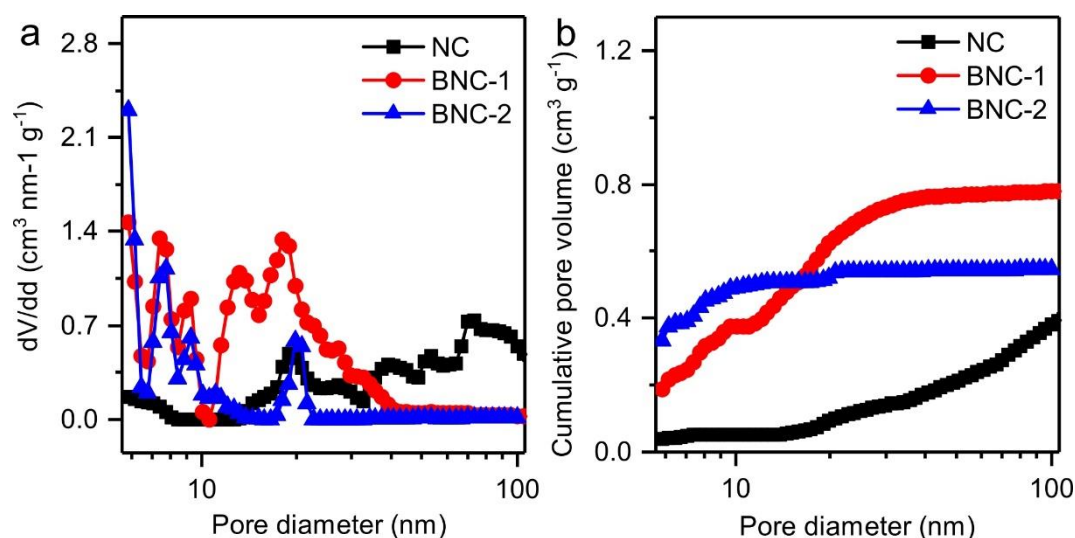 a
NC
BNC-1
BNC-2
dV/dd (cm³ nm-1 g⁻¹)
2.8
2.1
1.4
0.7
0.0
10
100
Pore diameter (nm)
b
NC
BNC-1
BNC-2
Cumulative pore volume (cm³ g⁻¹)
1.2
0.8
0.4
0.0
10
100
Pore diameter (nm)